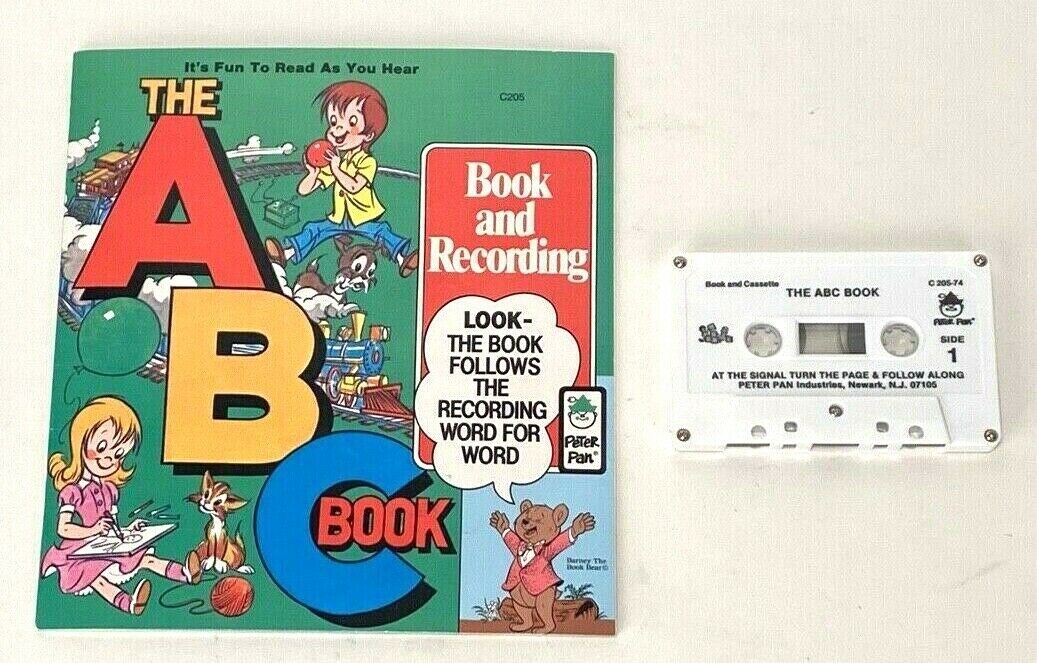 It's Fun To Read As You Hear
C205
THE
A
B
C
BOOK
Book
and
Recording
LOOK-
THE BOOK
FOLLOWS
THE
RECORDING
WORD FOR
WORD
PETER
PAN®
Barney The
Book Bear©
Book and Cassette
THE ABC BOOK
C 205-74
PETER PAN®
SIDE
1
AT THE SIGNAL TURN THE PAGE & FOLLOW ALONG
PETER PAN Industries, Newark, N.J. 07105